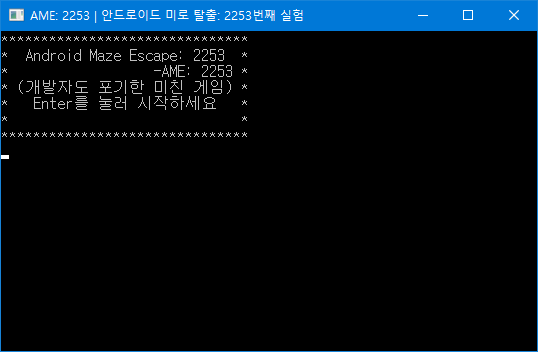 AME: 2253 | 안드로이드 미로 탈출: 2253번째 실험
*******************************
*  Android Maze Escape: 2253  *
*                  -AME: 2253 *
* (개발자도 포기한 미친 게임) *
*   Enter를 눌러 시작하세요   *
*                             *
*******************************